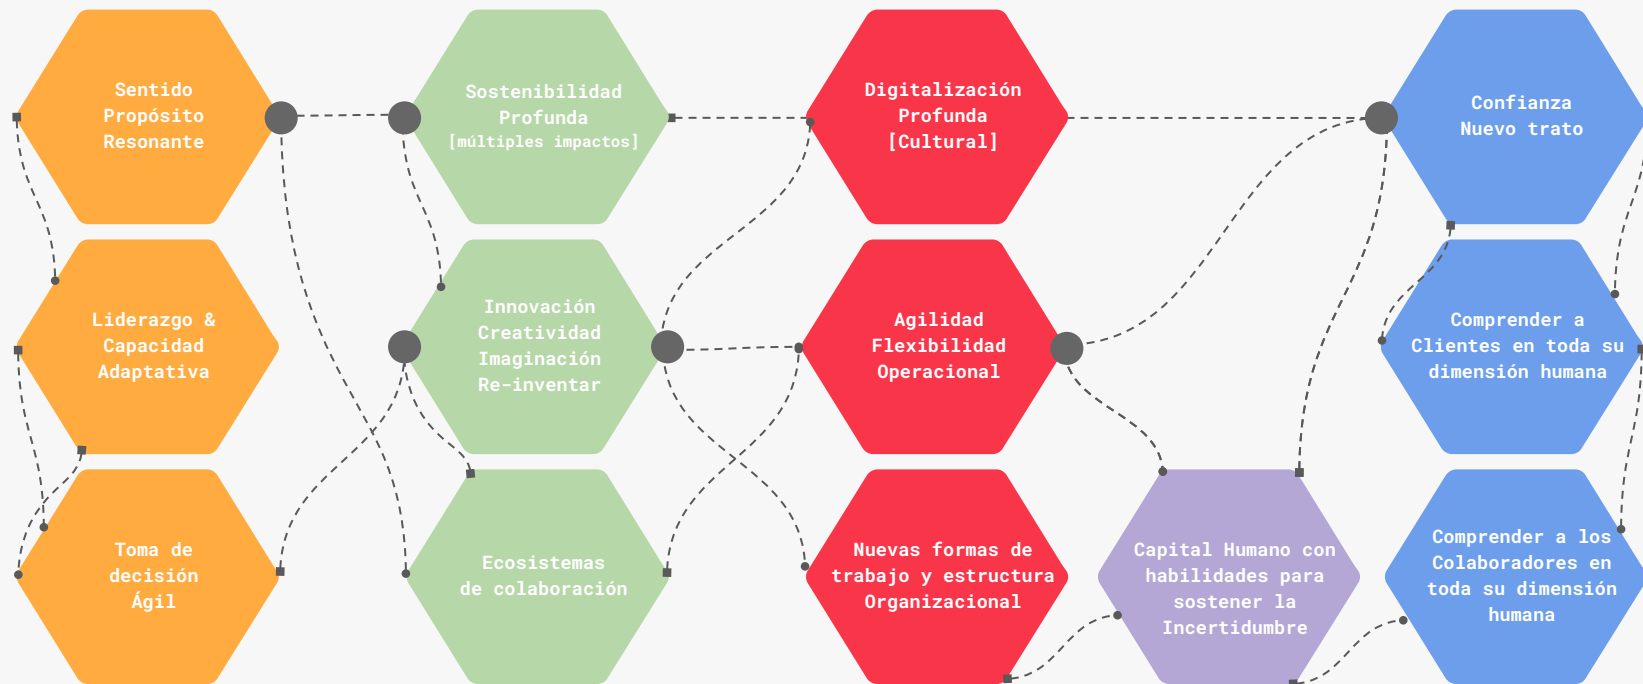 Sentido
Propósito
Resonante
Sostenibilidad
Profunda
[múltiples impactos]
Digitalización
Profunda
[Cultural]
Confianza
Nuevo trato
Liderazgo &
Capacidad
Adaptativa
Innovación
Creatividad
Imaginación
Re-inventar
Agilidad
Flexibilidad
Operacional
Comprender a
Clientes en toda su
dimensión humana
Toma de
decisión
Ágil
Ecosistemas
de colaboración
Nuevas formas de
trabajo y estructura
Organizacional
Capital Humano con
habilidades para
sostener la
Incertidumbre
Comprender a los
Colaboradores en
toda su dimensión
humana